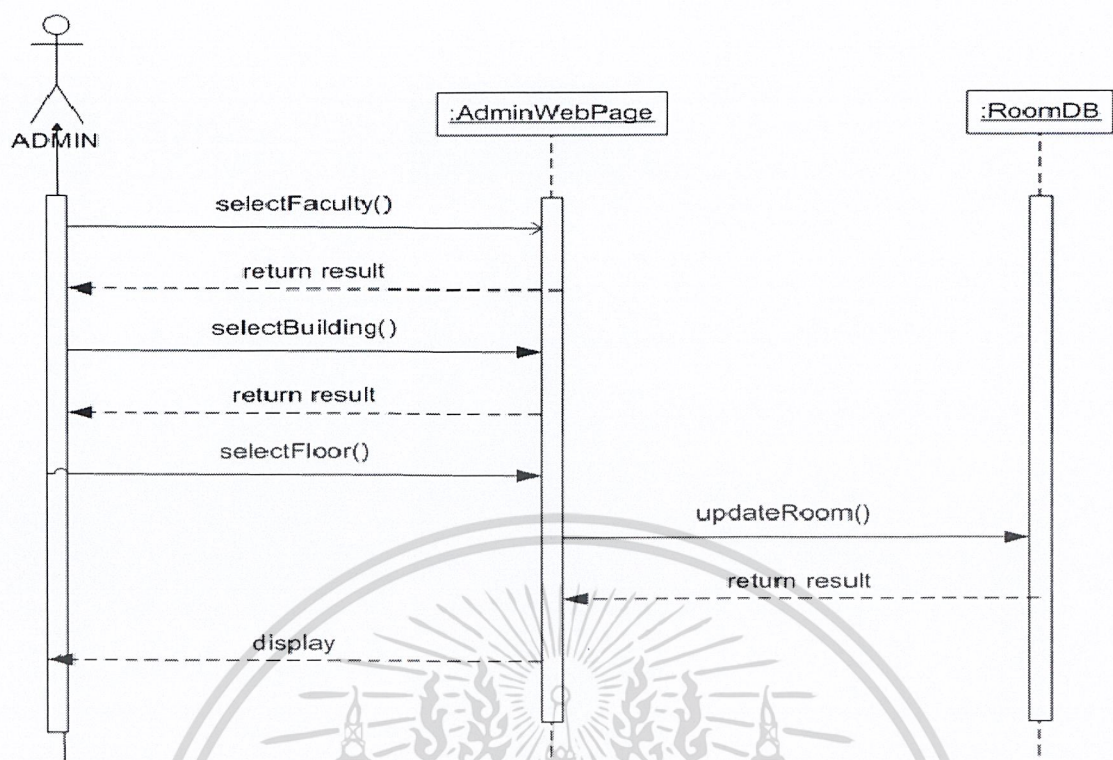 ADMIN
:AdminWebPage
:RoomDB
selectFaculty()
return result
selectBuilding()
return result
selectFloor()
updateRoom()
return result
display